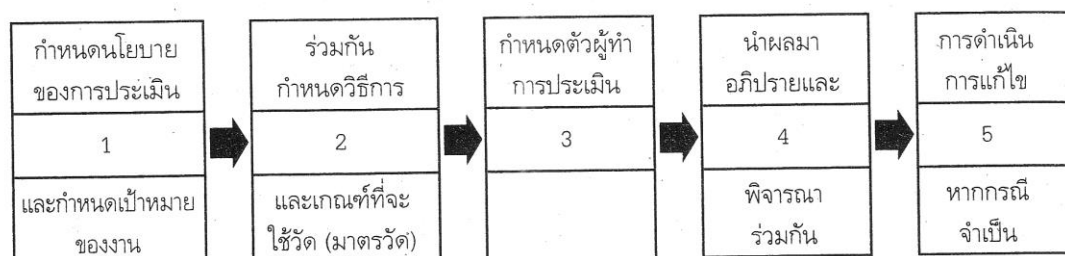 กำหนดนโยบาย
ของการประเมิน
1
และกำหนดเป้าหมาย
ของงาน
ร่วมกัน
กำหนดวิธีการ
2
และเกณฑ์ที่จะ
ใช้วัด (มาตรวัด)
กำหนดตัวผู้ทำ
การประเมิน
3
นำผลมา
อภิปรายและ
4
พิจารณา
ร่วมกัน
การดำเนิน
การแก้ไข
5
หากกรณี
จำเป็น